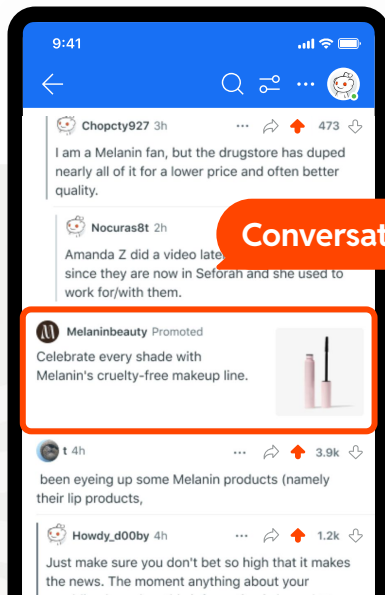 9:41
Chopcty927 3h
473
I am a Melanin fan, but the drugstore has duped
nearly all of it for a lower price and often better
quality.
Nocuras8t 2h
Conversat
Amanda Z did a video late
since they are now in Seforah and she used to
work for/with them.
Melaninbeauty Promoted
Celebrate every shade with
Melanin's cruelty-free makeup line.
t 4h
3.9k
been eyeing up some Melanin products (namely
their lip products,
Howdy_d00by 4h
1.2k
Just make sure you don't bet so high that it makes
the news. The moment anything about your